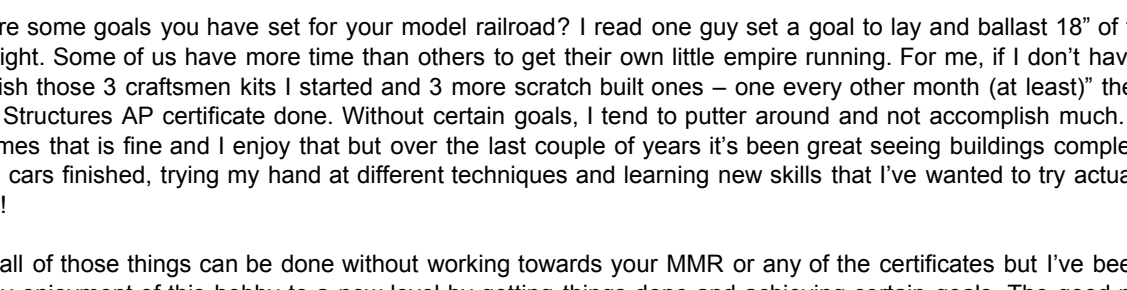 re some goals you have set for your model railroad? I read one guy set a goal to lay and ballast 18” of
ight. Some of us have more time than others to get their own little empire running. For me, if I don’t hav
ish those 3 craftsmen kits I started and 3 more scratch built ones – one every other month (at least)” the
Structures AP certificate done. Without certain goals, I tend to putter around and not accomplish much.
mes that is fine and I enjoy that but over the last couple of years it’s been great seeing buildings comple
cars finished, trying my hand at different techniques and learning new skills that I’ve wanted to try actua
!
all of those things can be done without working towards your MMR or any of the certificates but I’ve bee
enjoyment of this hobby to a new level by getting things done and achieving certain goals. The good